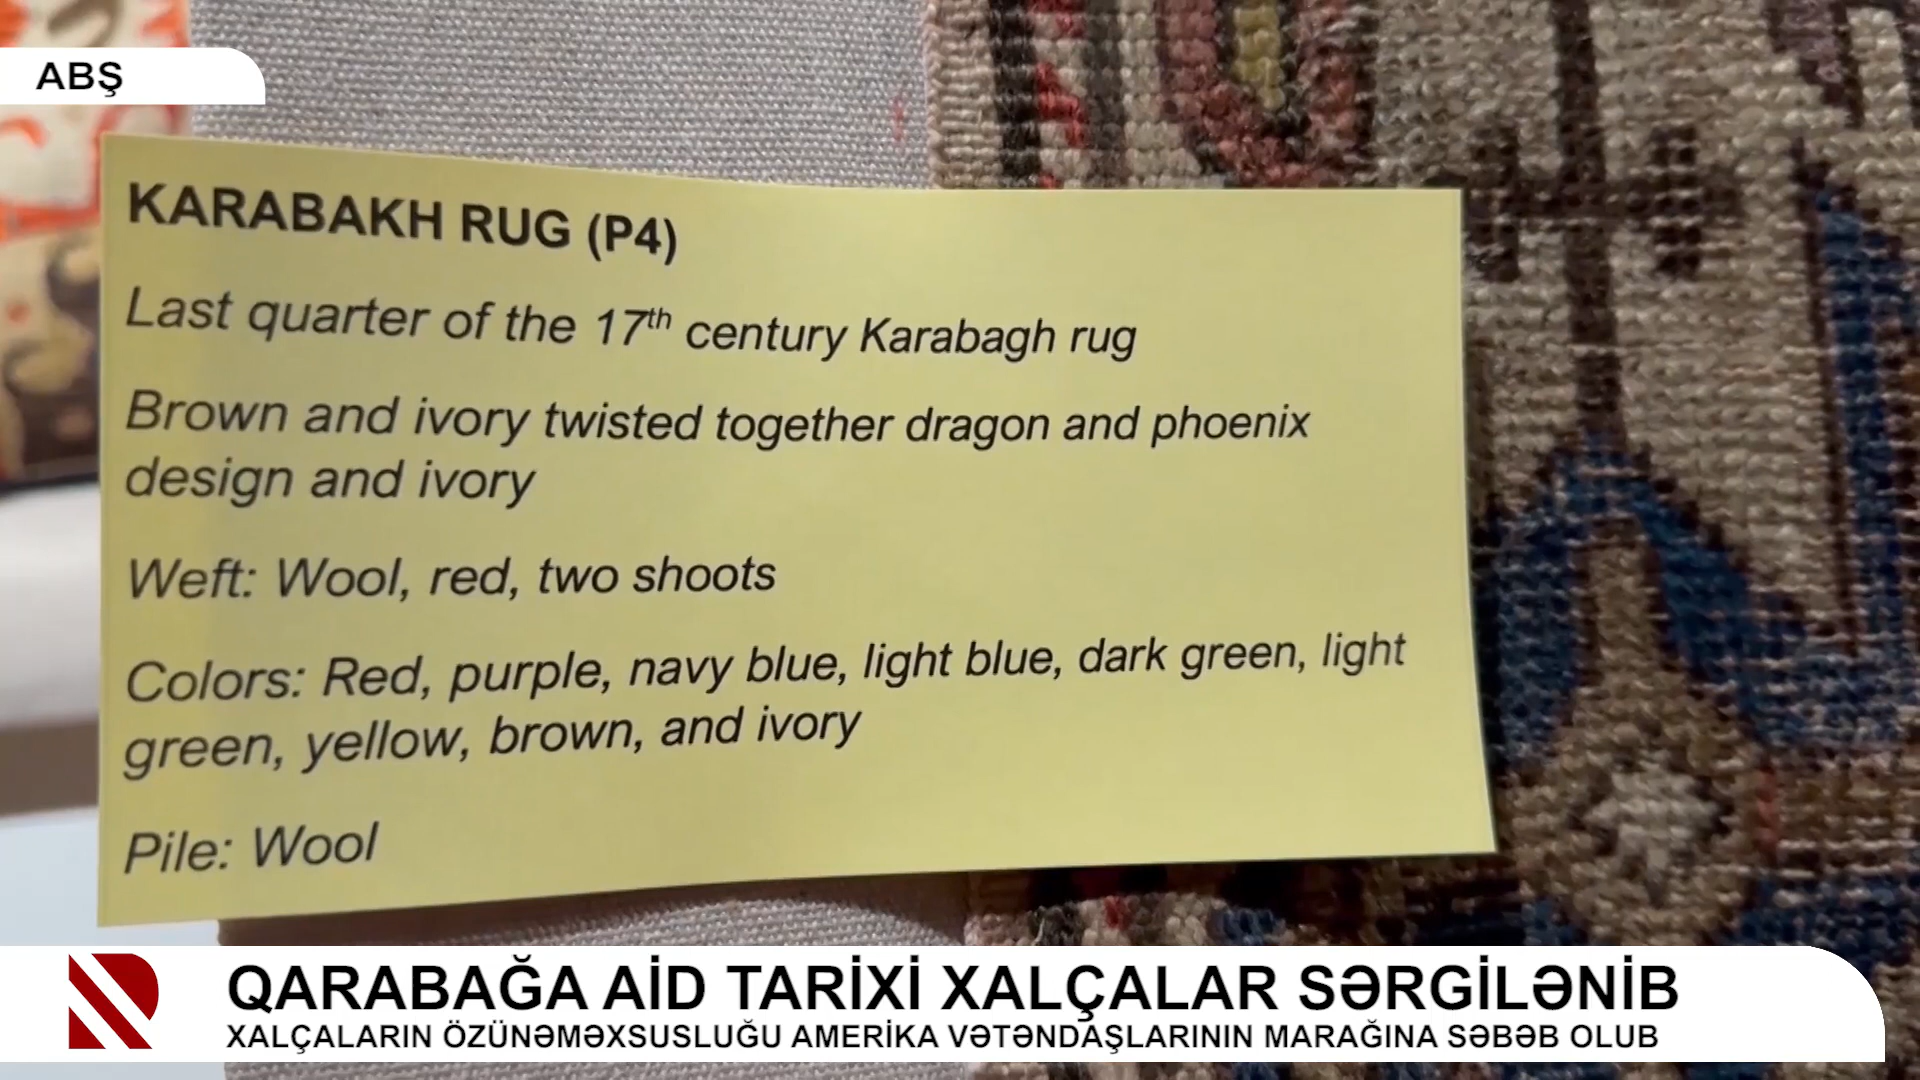 ABŞ
KARABAKH RUG (P4)
Last quarter of the 17th century Karabagh rug
Brown and ivory twisted together dragon and phoenix
design and ivory
Weft: Wool, red, two shoots
Colors: Red, purple, navy blue, light blue, dark green, light
green, yellow, brown, and ivory
Pile: Wool
QARABAĞA AİD TARİXİ XALÇALAR SƏRGİLƏNİB
XALÇALARIN ÖZÜNƏMƏXSUSLUĞU AMERİKA VƏTƏNDAŞLARININ MARAĞINA SƏBƏB OLUB